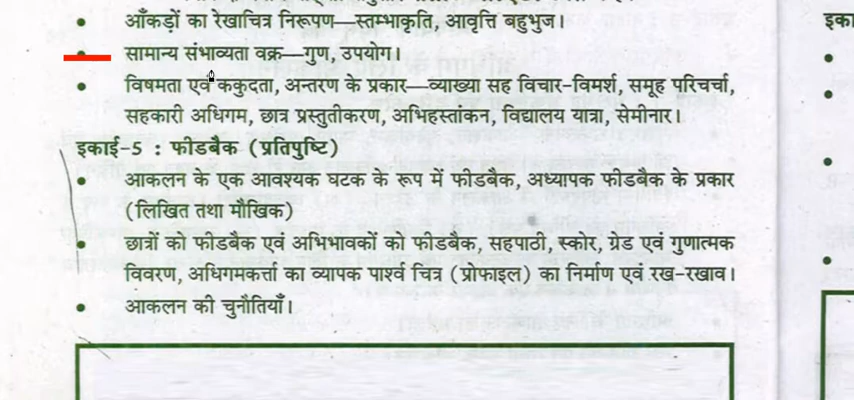 • आँकड़ों का रेखाचित्र निरूपण—स्तम्भाकृति, आवृत्ति बहुभुज।
• सामान्य संभाव्यता वक्र—गुण, उपयोग।
• विषमता एवं ककुदता, अन्तरण के प्रकार— व्याख्या सह विचार-विमर्श, समूह परिचर्चा,
सहकारी अधिगम, छात्र प्रस्तुतीकरण, अभिहस्तांकन, विद्यालय यात्रा, सेमीनार।
इकाई-5 : फीडबैक (प्रतिपुष्टि)
• आकलन के एक आवश्यक घटक के रूप में फीडबैक, अध्यापक फीडबैक के प्रकार
(लिखित तथा मौखिक)
• छात्रों को फीडबैक एवं अभिभावकों को फीडबैक, सहपाठी, स्कोर, ग्रेड एवं गुणात्मक
विवरण, अधिगमकर्त्ता का व्यापक पार्श्व चित्र (प्रोफाइल) का निर्माण एवं रख-रखाव।
• आकलन की चुनौतियाँ।